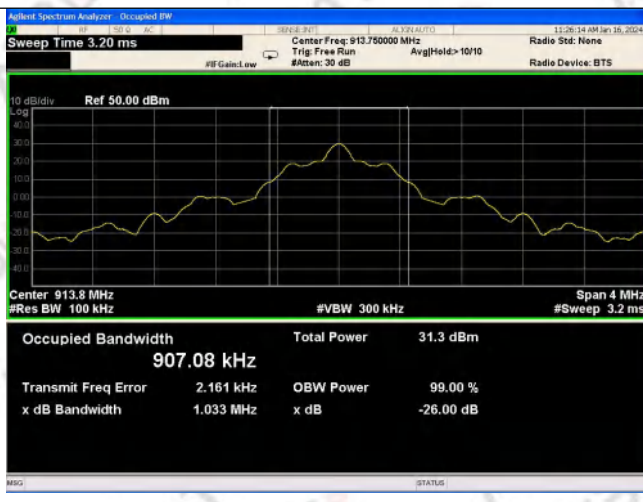 Agilent Spectrum Analyzer - Occupied BW
RF 50 Ω AC SENSE:INT ALIGN AUTO 11:26:14 AM Jan 16, 2024
Sweep Time 3.20 ms Center Freq: 913.750000 MHz Radio Std: None
Trig: Free Run Avg|Hold:>10/10
#IFGain:Low #Atten: 30 dB Radio Device: BTS
10 dB/div Ref 50.00 dBm
Log
40.0
30.0
20.0
10.0
0.00
-10.0
-20.0
-30.0
-40.0
Center 913.8 MHz Span 4 MHz
#Res BW 100 kHz #VBW 300 kHz #Sweep 3.2 ms
Occupied Bandwidth Total Power 31.3 dBm
907.08 kHz
Transmit Freq Error 2.161 kHz OBW Power 99.00 %
x dB Bandwidth 1.033 MHz x dB -26.00 dB
MSG STATUS